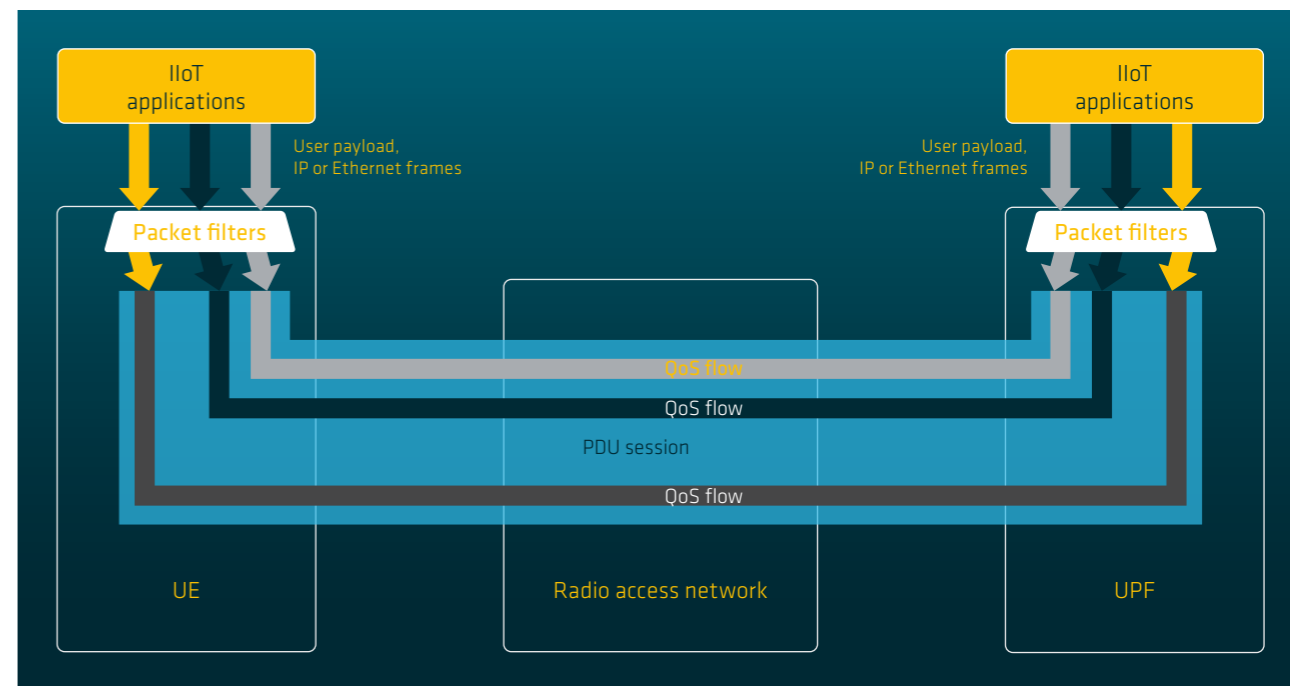 IIoT
applications
IIoT
applications
User payload,
IP or Ethernet frames
User payload,
IP or Ethernet frames
Packet filters
Packet filters
QoS flow
QoS flow
PDU session
QoS flow
UE
Radio access network
UPF